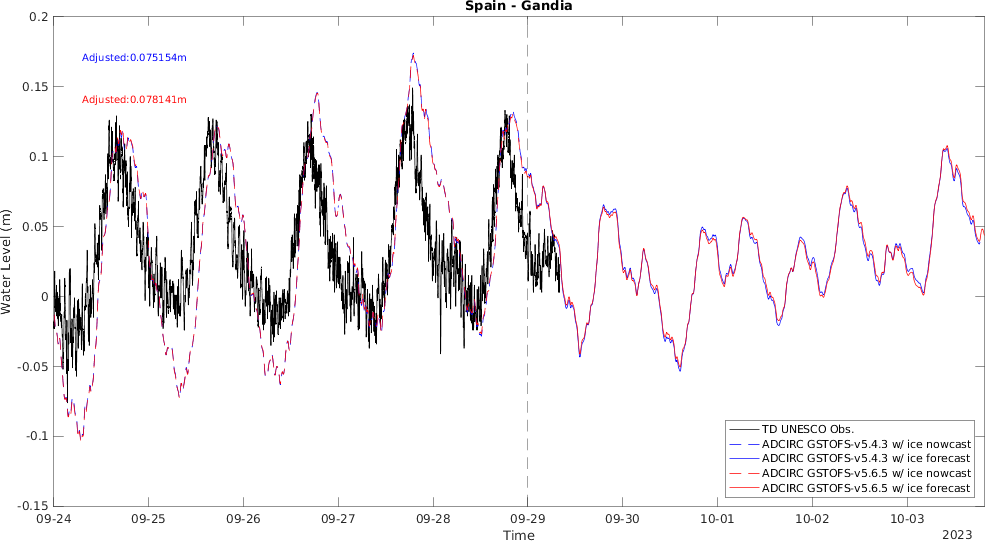 Spain - Gandia
0.2
0.15
0.1
0.05
0
-0.05
-0.1
-0.15
Water Level (m)
Adjusted:0.075154m
Adjusted:0.078141m
TD UNESCO Obs.
ADCIRC GSTOFS-v5.4.3 w/ ice nowcast
ADCIRC GSTOFS-v5.4.3 w/ ice forecast
ADCIRC GSTOFS-v5.6.5 w/ ice nowcast
ADCIRC GSTOFS-v5.6.5 w/ ice forecast
09-24 09-25 09-26 09-27 09-28 09-29 09-30 10-01 10-02 10-03
Time
2023